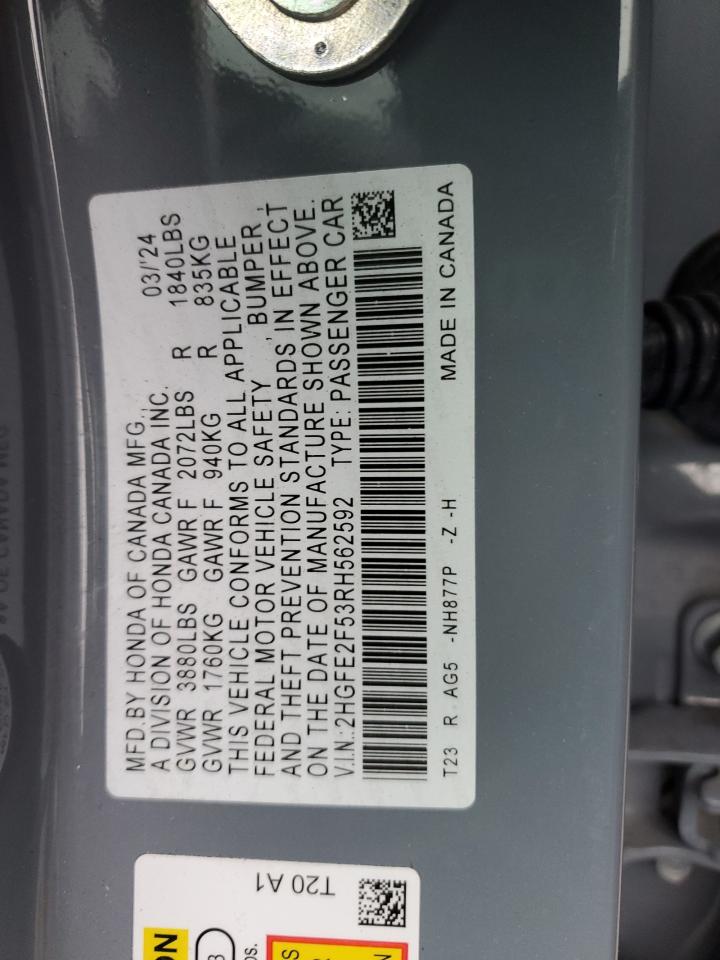 MFD.BY HONDA OF CANADA MFG., 03/'24
A DIVISION OF HONDA CANADA INC.
GVWR 3880LBS GAWR F 2072LBS R 1840LBS
GVWR 1760KG GAWR F 940KG R 835KG
THIS VEHICLE CONFORMS TO ALL APPLICABLE
FEDERAL MOTOR VEHICLE SAFETY, BUMPER,
AND THEFT PREVENTION STANDARDS IN EFFECT
ON THE DATE OF MANUFACTURE SHOWN ABOVE.
V.I.N.: 2HGFE2F53RH562592 TYPE: PASSENGER CAR
T23 R AG5 -NH877P -Z -H MADE IN CANADA
T20 A1